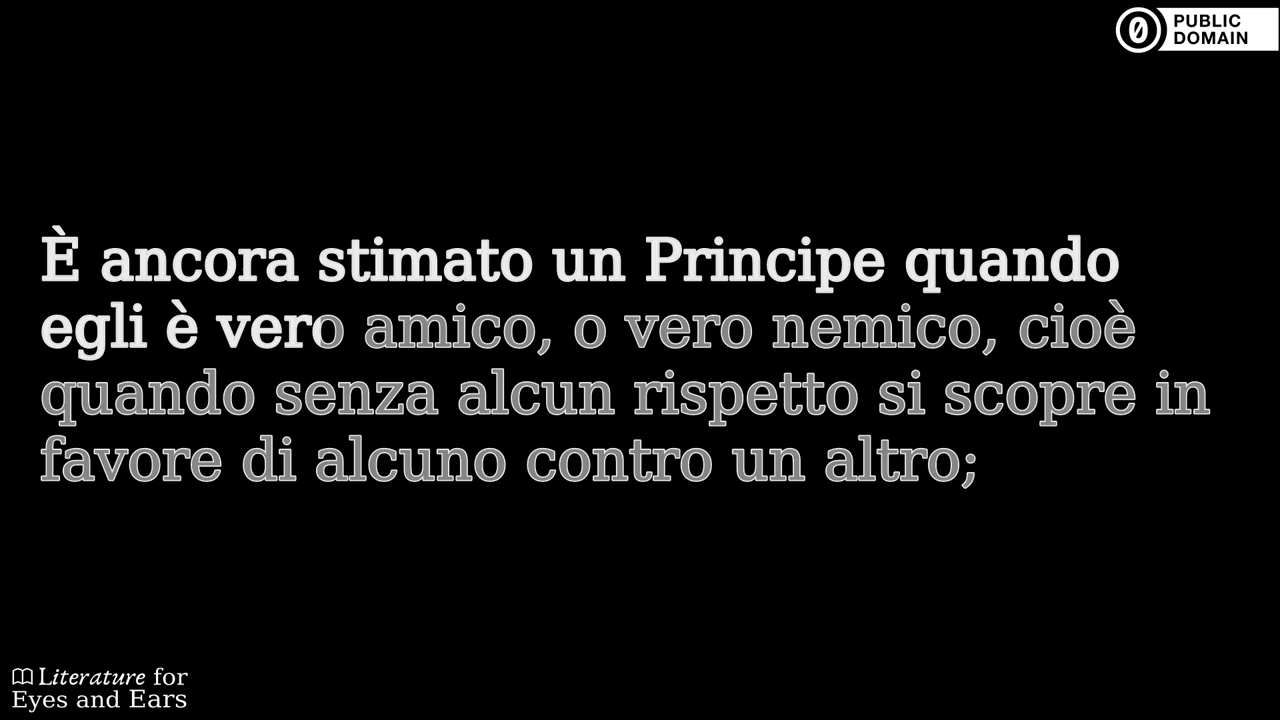 PUBLIC
DOMAIN
È ancora stimato un Principe quando
egli è vero amico, o vero nemico, cioè
quando senza alcun rispetto si scopre in
favore di alcuno contro un altro;
Literature for
Eyes and Ears